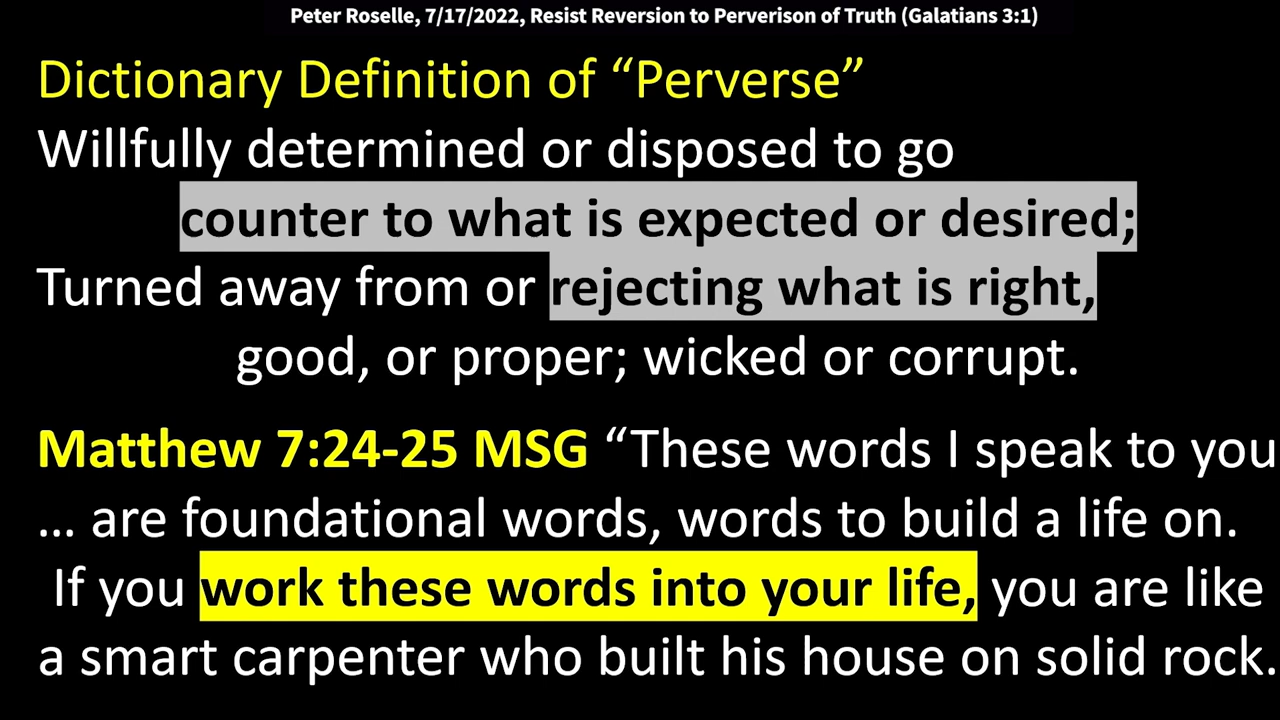 Peter Roselle, 7/17/2022, Resist Reversion to Perverison of Truth (Galatians 3:1)
Dictionary Definition of “Perverse”
Willfully determined or disposed to go
counter to what is expected or desired;
Turned away from or rejecting what is right,
good, or proper; wicked or corrupt.
Matthew 7:24-25 MSG “These words I speak to you
... are foundational words, words to build a life on.
If you work these words into your life, you are like
a smart carpenter who built his house on solid rock.